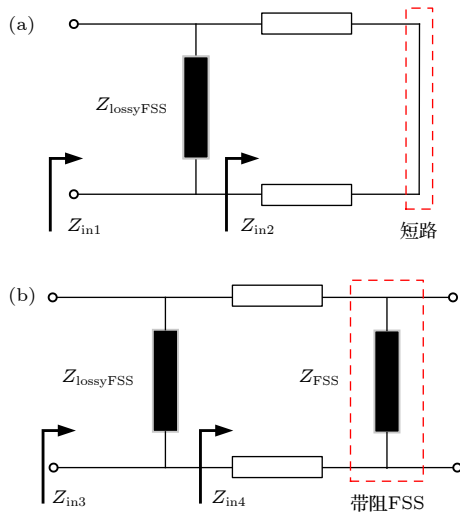 (a)
Z_lossyFSS
Z_in1
Z_in2
短路
(b)
Z_lossyFSS
Z_FSS
Z_in3
Z_in4
带阻FSS